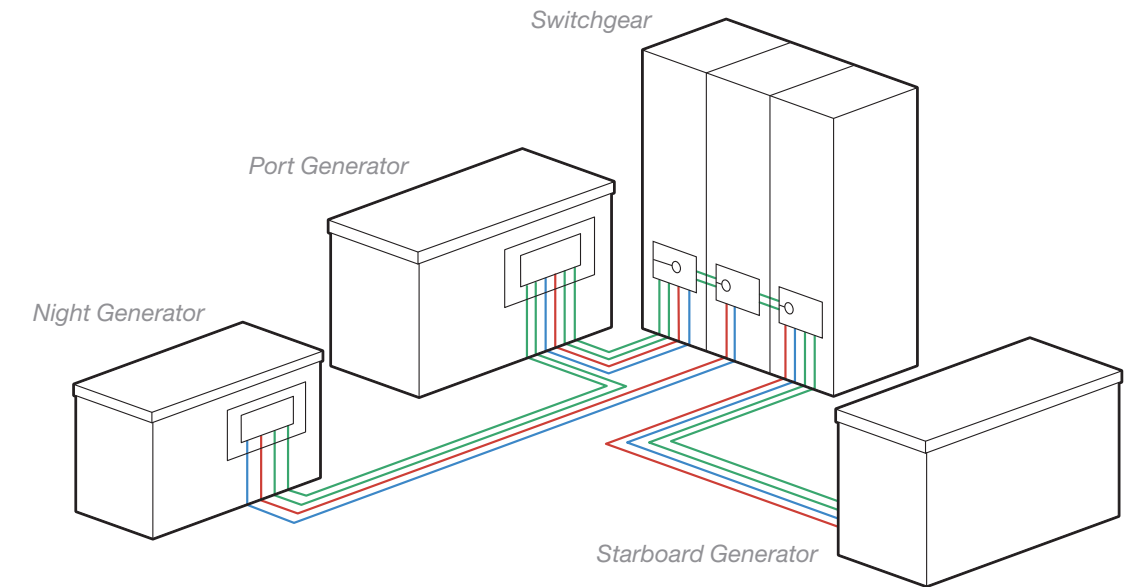 Switchgear
Port Generator
Night Generator
Starboard Generator